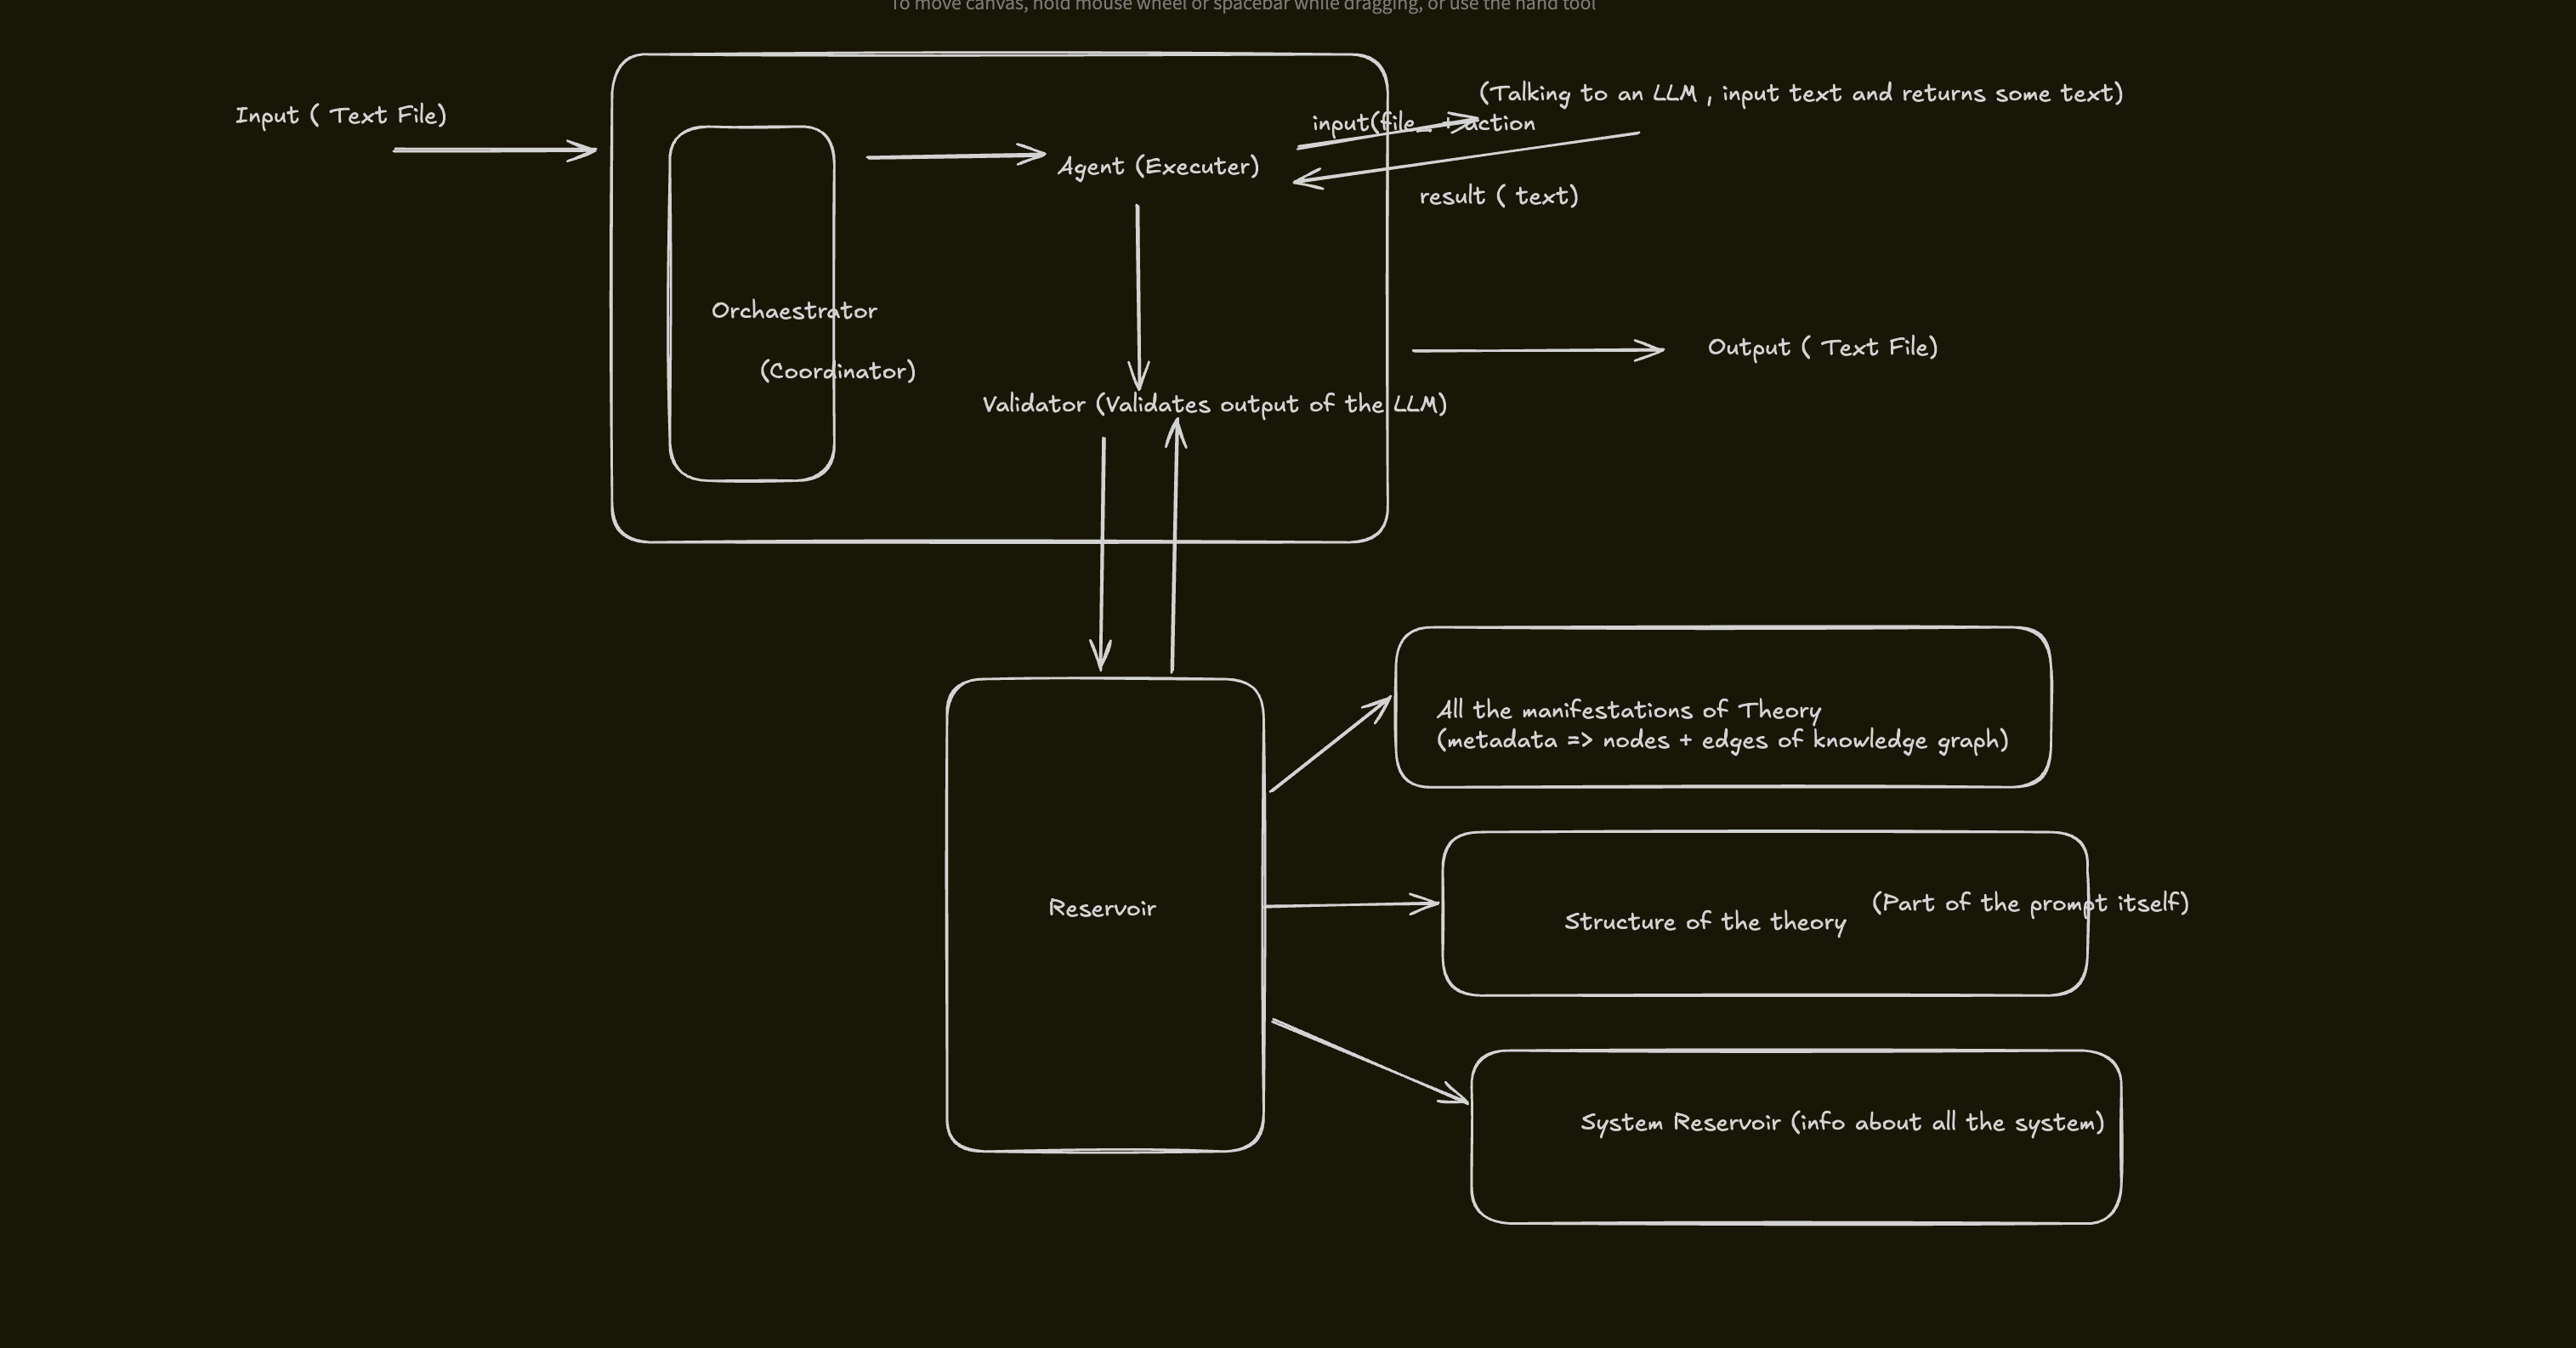 To move canvas, hold mouse wheel or spacebar while dragging, or use the hand tool
Input ( Text File)
(Talking to an LLM , input text and returns some text)
input(file_ + action
Agent (Executer)
result ( text)
Orchaestrator
(Coordinator)
Output ( Text File)
Validator (Validates output of the LLM)
All the manifestations of Theory
(metadata => nodes + edges of knowledge graph)
Reservoir
(Part of the prompt itself)
Structure of the theory
System Reservoir (info about all the system)